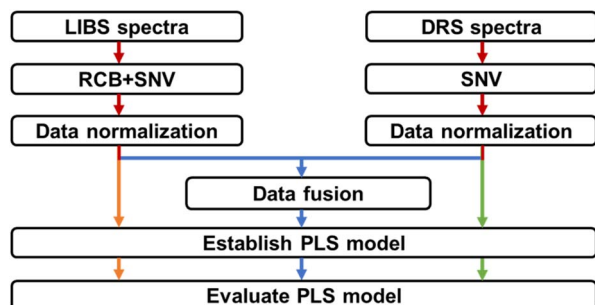 LIBS spectra
DRS spectra
RCB+SNV
SNV
Data normalization
Data normalization
Data fusion
Establish PLS model
Evaluate PLS model